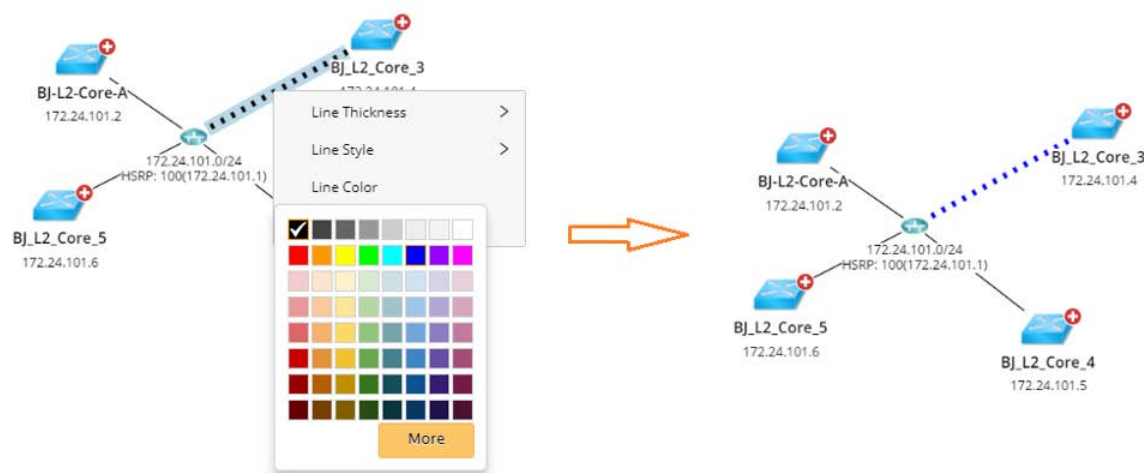 BJ_L2_Core_3
BJ-L2-Core-A
172.24.101.2
Line Thickness
172.24.101.0/24
HSRP: 100(172.24.101.1)
Line Style
Line Color
BJ_L2_Core_5
172.24.101.6
More
BJ_L2_Core_3
172.24.101.4
BJ-L2-Core-A
172.24.101.2
172.24.101.0/24
HSRP: 100(172.24.101.1)
BJ_L2_Core_5
172.24.101.6
BJ_L2_Core_4
172.24.101.5